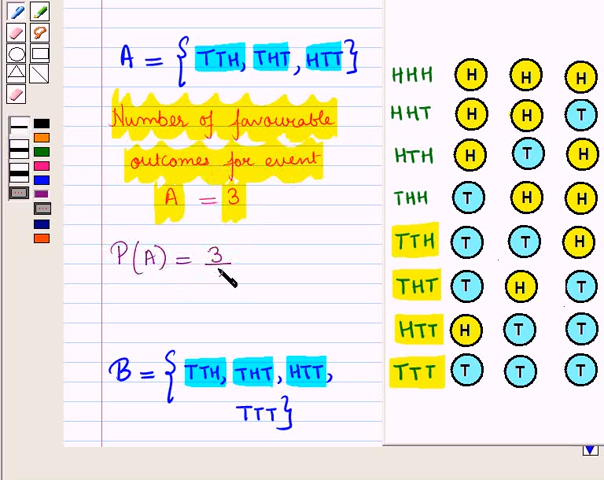 A = { TTH, THT, HTT}
Number of favourable
outcomes for event
A = 3
P(A) = 3
B = { TTH, THT, HTT,
TTT}
HHH H H H
HHT H H T
HTH H T H
THH T H H
TTH T T H
THT T H T
HTT H T T
TTT T T T